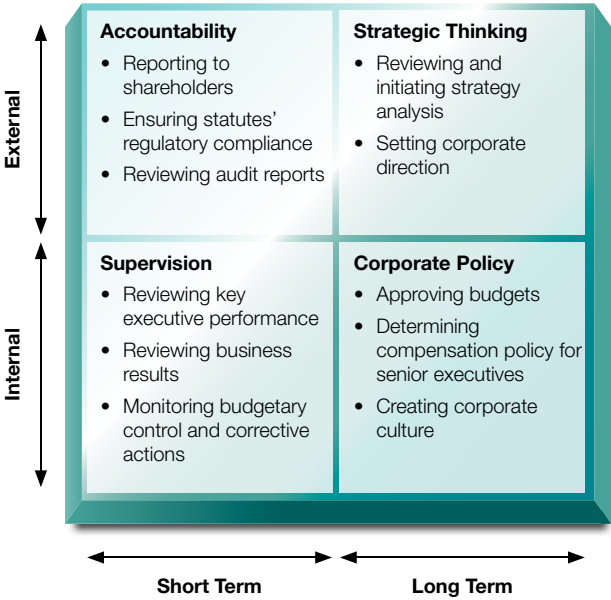 External
Accountability
• Reporting to
shareholders
• Ensuring statutes’
regulatory compliance
• Reviewing audit reports
Strategic Thinking
• Reviewing and
initiating strategy
analysis
• Setting corporate
direction
Internal
Supervision
• Reviewing key
executive performance
• Reviewing business
results
• Monitoring budgetary
control and corrective
actions
Corporate Policy
• Approving budgets
• Determining
compensation policy for
senior executives
• Creating corporate
culture
Short Term
Long Term